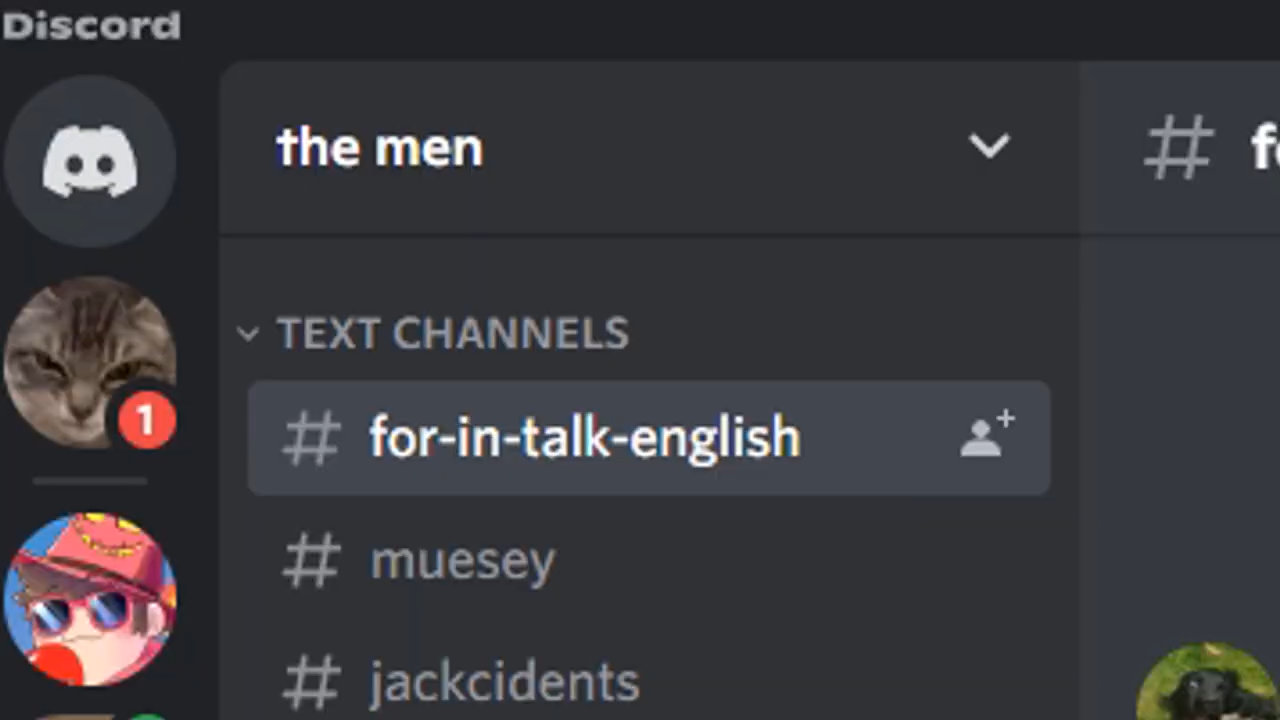 Discord
the men
1
TEXT CHANNELS
# for-in-talk-english
# muesey
# jackcidents